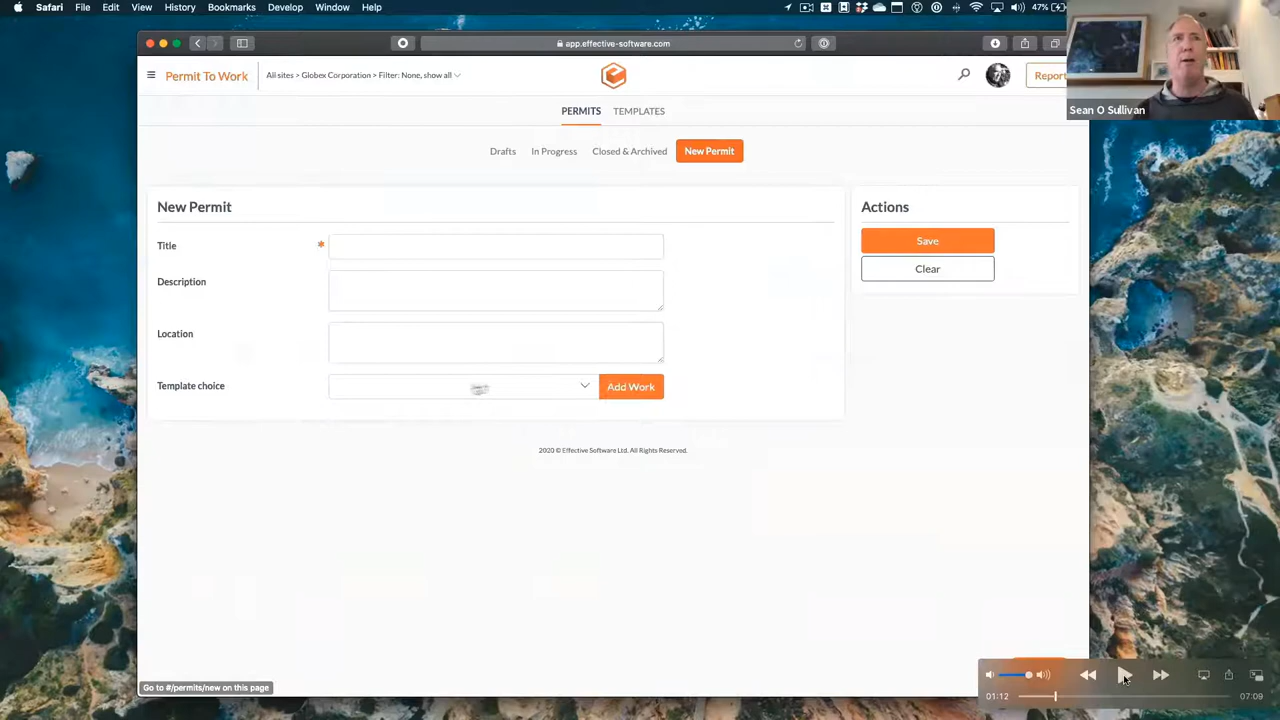 Safari File Edit View History Bookmarks Develop Window Help 47%
app.effective-software.com
Permit To Work
All sites > Globex Corporation > Filter: None, show all
Report
Sean O Sullivan
PERMITS TEMPLATES
Drafts In Progress Closed & Archived New Permit
New Permit
Actions
Title *
Save
Description
Clear
Location
Template choice
Add Work
2020 © Effective Software Ltd. All Rights Reserved.
Go to #/permits/new on this page
01:12 07:09